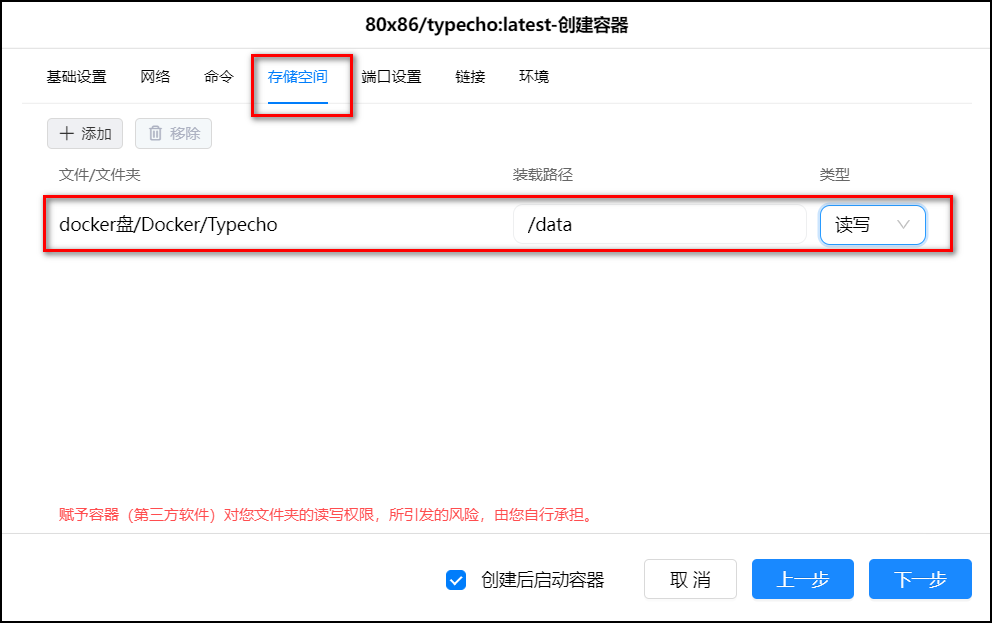 80x86/typecho:latest-创建容器
基础设置 网络 命令 存储空间 端口设置 链接 环境
添加 移除
文件/文件夹 装载路径 类型
docker盘/Docker/Typecho /data 读写
赋予容器（第三方软件）对您文件夹的读写权限，所引发的风险，由您自行承担。
创建后启动容器 取消 上一步 下一步